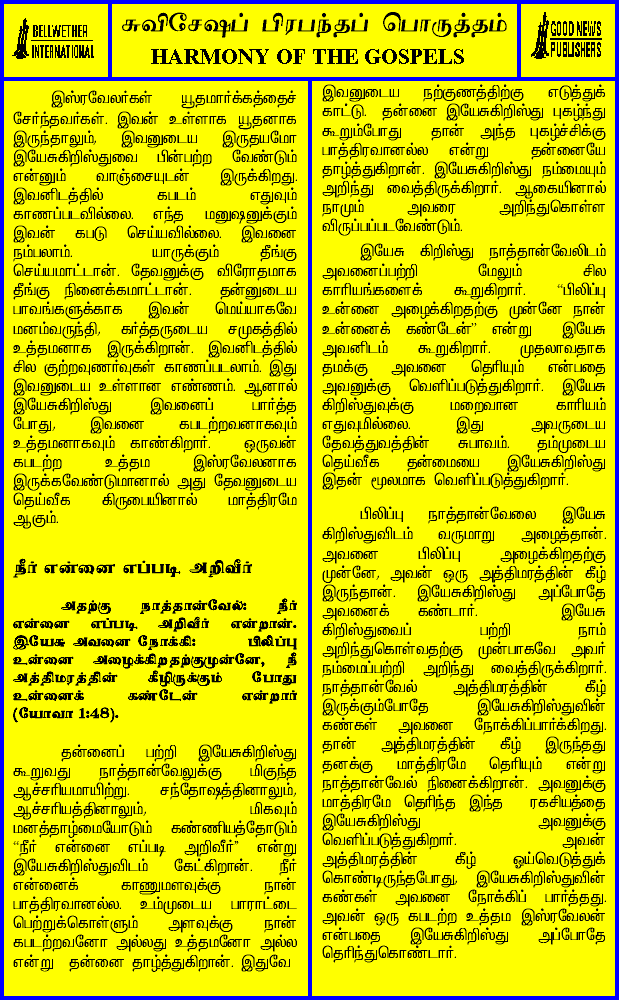 BELLWETHER
INTERNATIONAL
சுவிசேஷப் பிரபந்தப் பொருத்தம்
HARMONY OF THE GOSPELS
GOOD NEWS
PUBLISHERS
இஸ்ரவேலர்கள் யூதமார்க்கத்தைச்
சேர்ந்தவர்கள். இவன் உள்ளாக யூதனாக
இருந்தாலும், இவனுடைய இருதயமோ
இயேசுகிறிஸ்துவை பின்பற்ற வேண்டும்
என்னும் வாஞ்சையுடன் இருக்கிறது.
இவனிடத்தில் கபடம் எதுவும்
காணப்படவில்லை. எந்த மனுஷனுக்கும்
இவன் கபடு செய்யவில்லை. இவனை
நம்பலாம். யாருக்கும் தீங்கு
செய்யமாட்டான். தேவனுக்கு விரோதமாக
தீங்கு நினைக்கமாட்டான். தன்னுடைய
பாவங்களுக்காக இவன் மெய்யாகவே
மனம்வருந்தி, கர்த்தருடைய சமுகத்தில்
உத்தமனாக இருக்கிறான். இவனிடத்தில்
சில குற்றவுணர்வுகள் காணப்படலாம். இது
இவனுடைய உள்ளான எண்ணம். ஆனால்
இயேசுகிறிஸ்து இவனைப் பார்த்த
போது, இவனை கபடற்றவனாகவும்
உத்தமனாகவும் காண்கிறார். ஒருவன்
கபடற்ற உத்தம இஸ்ரவேலனாக
இருக்கவேண்டுமானால் அது தேவனுடைய
தெய்வீக கிருபையினால் மாத்திரமே
ஆகும்.
நீர் என்னை எப்படி அறிவீர்
அதற்கு நாத்தான்வேல்: நீர்
என்னை எப்படி அறிவீர் என்றான்.
இயேசு அவனை நோக்கி: பிலிப்பு
உன்னை அழைக்கிறதற்குமுன்னே, நீ
அத்திமரத்தின் கீழிருக்கும் போது
உன்னைக் கண்டேன் என்றார்
(யோவா 1:48).
தன்னைப் பற்றி இயேசுகிறிஸ்து
கூறுவது நாத்தான்வேலுக்கு மிகுந்த
ஆச்சரியமாயிற்று. சந்தோஷத்தினாலும்,
ஆச்சரியத்தினாலும், மிகவும்
மனத்தாழ்மையோடும் கண்ணியத்தோடும்
“நீர் என்னை எப்படி அறிவீர்” என்று
இயேசுகிறிஸ்துவிடம் கேட்கிறான். நீர்
என்னைக் காணுமளவுக்கு நான்
பாத்திரவானல்ல. உம்முடைய பாராட்டை
பெற்றுக்கொள்ளும் அளவுக்கு நான்
கபடற்றவனோ அல்லது உத்தமனோ அல்ல
என்று தன்னை தாழ்த்துகிறான். இதுவே
இவனுடைய நற்குணத்திற்கு எடுத்துக்
காட்டு. தன்னை இயேசுகிறிஸ்து புகழ்ந்து
கூறும்போது தான் அந்த புகழ்ச்சிக்கு
பாத்திரவானல்ல என்று தன்னையே
தாழ்த்துகிறான். இயேசுகிறிஸ்து நம்மையும்
அறிந்து வைத்திருக்கிறார். ஆகையினால்
நாமும் அவரை அறிந்துகொள்ள
விருப்பப்படவேண்டும்.
இயேசு கிறிஸ்து நாத்தான்வேலிடம்
அவனைப்பற்றி மேலும் சில
காரியங்களைக் கூறுகிறார். “பிலிப்பு
உன்னை அழைக்கிறதற்கு முன்னே நான்
உன்னைக் கண்டேன்” என்று இயேசு
அவனிடம் கூறுகிறார். முதலாவதாக
தமக்கு அவனை தெரியும் என்பதை
அவனுக்கு வெளிப்படுத்துகிறார். இயேசு
கிறிஸ்துவுக்கு மறைவான காரியம்
எதுவுமில்லை. இது அவருடைய
தேவத்துவத்தின் சுபாவம். தம்முடைய
தெய்வீக தன்மையை இயேசுகிறிஸ்து
இதன் மூலமாக வெளிப்படுத்துகிறார்.
பிலிப்பு நாத்தான்வேலை இயேசு
கிறிஸ்துவிடம் வருமாறு அழைத்தான்.
அவனை பிலிப்பு அழைக்கிறதற்கு
முன்னே, அவன் ஒரு அத்திமரத்தின் கீழ்
இருந்தான். இயேசுகிறிஸ்து அப்போதே
அவனைக் கண்டார். இயேசு
கிறிஸ்துவைப் பற்றி நாம்
அறிந்துகொள்வதற்கு முன்பாகவே அவர்
நம்மைப்பற்றி அறிந்து வைத்திருக்கிறார்.
நாத்தான்வேல் அத்திமரத்தின் கீழ்
இருக்கும்போதே இயேசுகிறிஸ்துவின்
கண்கள் அவனை நோக்கிப்பார்க்கிறது.
தான் அத்திமரத்தின் கீழ் இருந்தது
தனக்கு மாத்திரமே தெரியும் என்று
நாத்தான்வேல் நினைக்கிறான். அவனுக்கு
மாத்திரமே தெரிந்த இந்த ரகசியத்தை
இயேசுகிறிஸ்து அவனுக்கு
வெளிப்படுத்துகிறார். அவன்
அத்திமரத்தின் கீழ் ஓய்வெடுத்துக்
கொண்டிருந்தபோது, இயேசுகிறிஸ்துவின்
கண்கள் அவனை நோக்கிப் பார்த்தது.
அவன் ஒரு கபடற்ற உத்தம இஸ்ரவேலன்
என்பதை இயேசுகிறிஸ்து அப்போதே
தெரிந்துகொண்டார்.